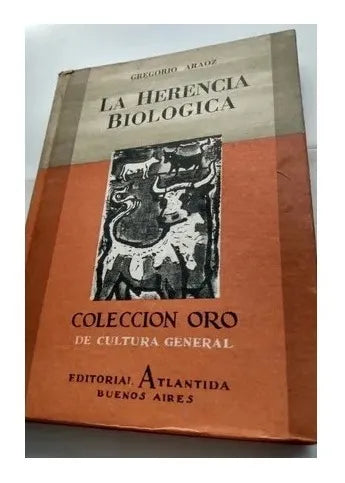 GREGORIO ARAOZ
LA HERENCIA
BIOLOGICA
COLECCION ORO
DE CULTURA GENERAL
EDITORIAL ATLANTIDA
BUENOS AIRES